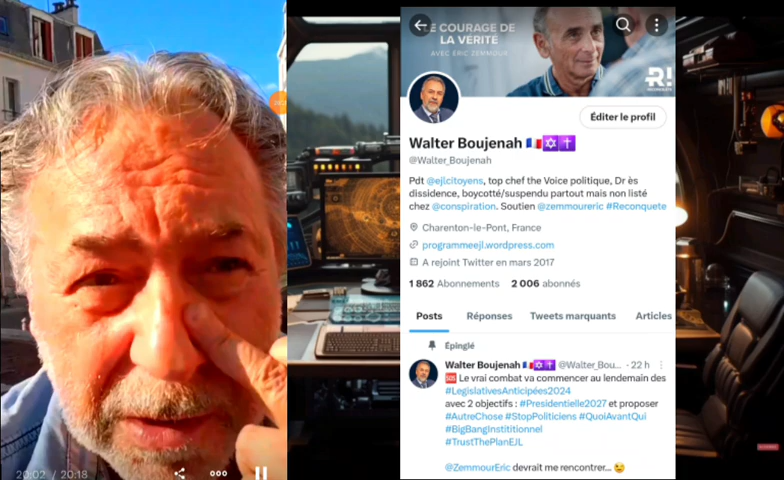 LE COURAGE DE
LA VERITE
AVEC ERIC ZEMMOUR
R!
RECONQUÊTE
Éditer le profil
Walter Boujenah 🇫🇷✡️✝️
@Walter_Boujenah
Pdt @ejlcitoyens, top chef the Voice politique, Dr ès
dissidence, boycotté/suspendu partout mais non listé
chez @conspiration. Soutien @zemmoureric #Reconquete
Charenton-le-Pont, France
programmeejl.wordpress.com
A rejoint Twitter en mars 2017
1 862 Abonnements 2 006 abonnés
Posts Réponses Tweets marquants Articles
Épinglé
Walter Boujenah 🇫🇷✡️✝️ @Walter_Bou... · 22 h
🆘 Le vrai combat va commencer au lendemain des
#LegislativesAnticipées2024
avec 2 objectifs : #Presidentielle2027 et proposer
#AutreChose #StopPoliticiens #QuoiAvantQui
#BigBangInstititionnel
#TrustThePlanEJL
@ZemmourEric devrait me rencontrer... 😉
20:02 / 20:18